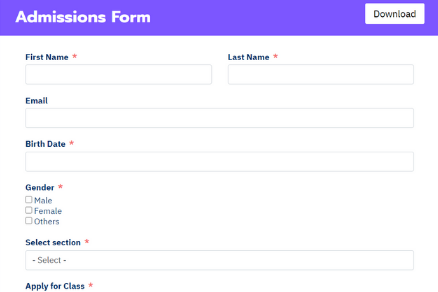 Admissions Form
Download
First Name *
Last Name *
Email
Birth Date *
Gender *
Male
Female
Others
Select section *
- Select -
Apply for Class *